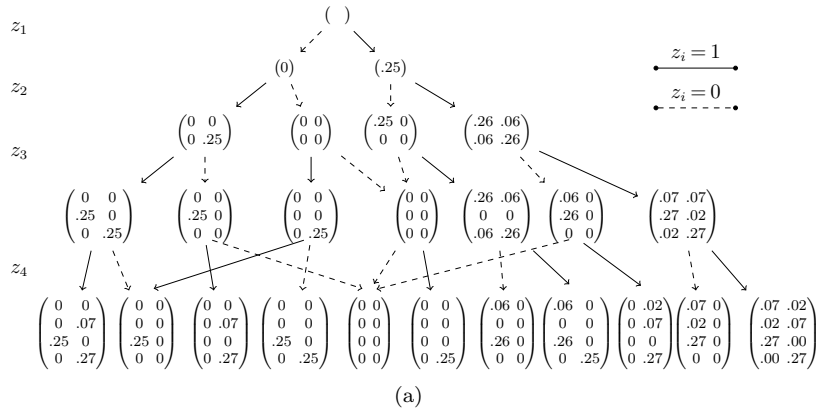 z₁
( )
zᵢ = 1
(0) (.25)
z₂
zᵢ = 0
(0 0) (0 0) (.25 0) (.26 .06)
(0 .25) (0 0) (0 0) (.06 .26)
z₃
(0 0) (0 0) (0 0) (0 0) (.26 .06) (.06 0) (.07 .07)
(.25 0) (.25 0) (0 0) (0 0) (0 0) (.26 0) (.27 .02)
(0 .25) (0 0) (0 .25) (0 0) (.06 .26) (0 0) (.02 .27)
z₄
(0 0) (0 0) (0 0) (0 0) (0 0) (0 0) (.06 0) (.06 0) (0 .02) (.07 0) (.07 .02)
(0 .07) (0 0) (0 .07) (0 0) (0 0) (0 0) (0 0) (0 0) (0 .07) (.02 0) (.02 .07)
(.25 0) (.25 0) (0 0) (.25 0) (0 0) (0 0) (.26 0) (.26 0) (0 0) (.27 0) (.27 .00)
(0 .27) (0 0) (0 .27) (0 .25) (0 0) (0 .25) (0 0) (0 .25) (0 .27) (0 0) (.00 .27)
(a)